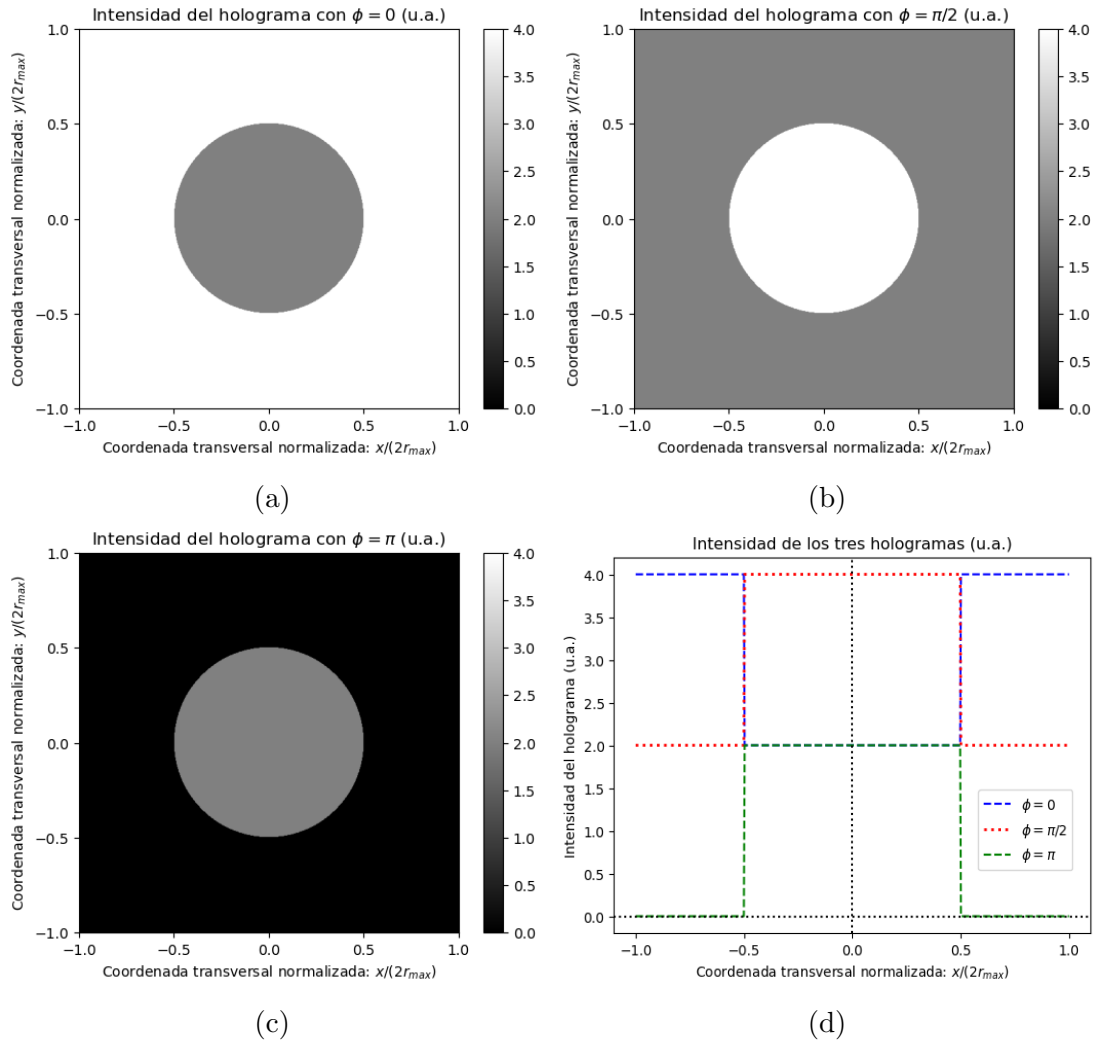 Intensidad del holograma con ϕ = 0 (u.a.)
1.0
0.5
0.0
−0.5
−1.0
Coordenada transversal normalizada: y/(2r_max)
−1.0 −0.5 0.0 0.5 1.0
Coordenada transversal normalizada: x/(2r_max)
4.0
3.5
3.0
2.5
2.0
1.5
1.0
0.5
0.0
(a)
Intensidad del holograma con ϕ = π/2 (u.a.)
1.0
0.5
0.0
−0.5
−1.0
Coordenada transversal normalizada: y/(2r_max)
−1.0 −0.5 0.0 0.5 1.0
Coordenada transversal normalizada: x/(2r_max)
4.0
3.5
3.0
2.5
2.0
1.5
1.0
0.5
0.0
(b)
Intensidad del holograma con ϕ = π (u.a.)
1.0
0.5
0.0
−0.5
−1.0
Coordenada transversal normalizada: y/(2r_max)
−1.0 −0.5 0.0 0.5 1.0
Coordenada transversal normalizada: x/(2r_max)
4.0
3.5
3.0
2.5
2.0
1.5
1.0
0.5
0.0
(c)
Intensidad de los tres hologramas (u.a.)
4.0
3.5
3.0
2.5
2.0
1.5
1.0
0.5
0.0
Intensidad del holograma (u.a.)
ϕ = 0
ϕ = π/2
ϕ = π
−1.0 −0.5 0.0 0.5 1.0
Coordenada transversal normalizada: x/(2r_max)
(d)